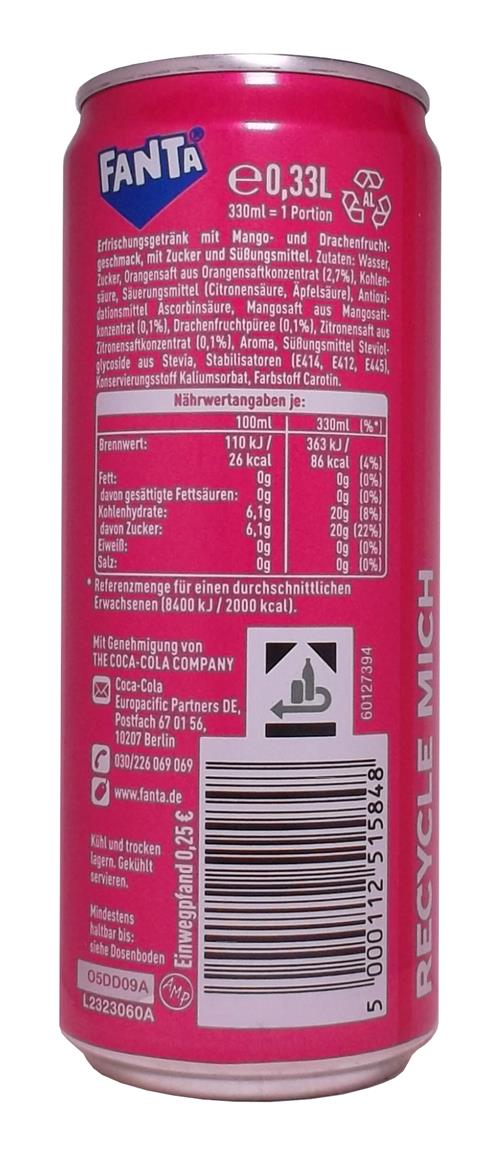 FANTA®
℮0,33L
330ml = 1 Portion
AL
Erfrischungsgetränk mit Mango- und Drachenfrucht-
geschmack, mit Zucker und Süßungsmittel. Zutaten: Wasser,
Zucker, Orangensaft aus Orangensaftkonzentrat (2,7%), Kohlen-
säure, Säuerungsmittel (Citronensäure, Äpfelsäure), Antioxi-
dationsmittel Ascorbinsäure, Mangosaft aus Mangosaft-
konzentrat (0,1%), Drachenfruchtpüree (0,1%), Zitronensaft aus
Zitronensaftkonzentrat (0,1%), Aroma, Süßungsmittel Steviol-
glycoside aus Stevia, Stabilisatoren (E414, E412, E445),
Konservierungsstoff Kaliumsorbat, Farbstoff Carotin.
Nährwertangaben je:
100ml 330ml (%*)
Brennwert: 110 kJ / 363 kJ /
26 kcal 86 kcal (4%)
Fett: 0g 0g (0%)
davon gesättigte Fettsäuren: 0g 0g (0%)
Kohlenhydrate: 6,1g 20g (8%)
davon Zucker: 6,1g 20g (22%)
Eiweiß: 0g 0g (0%)
Salz: 0g 0g (0%)
* Referenzmenge für einen durchschnittlichen
Erwachsenen (8400 kJ / 2000 kcal).
Mit Genehmigung von
THE COCA-COLA COMPANY
Coca-Cola
Europacific Partners DE,
Postfach 67 01 56,
10207 Berlin
030/226 069 069
www.fanta.de
Kühl und trocken
lagern. Gekühlt
servieren.
Mindestens
haltbar bis:
siehe Dosenboden
05DD09A
L2323060A
AMP
Einwegpfand 0,25 €
60127394
5 000112 515848
RECYCLE MICH